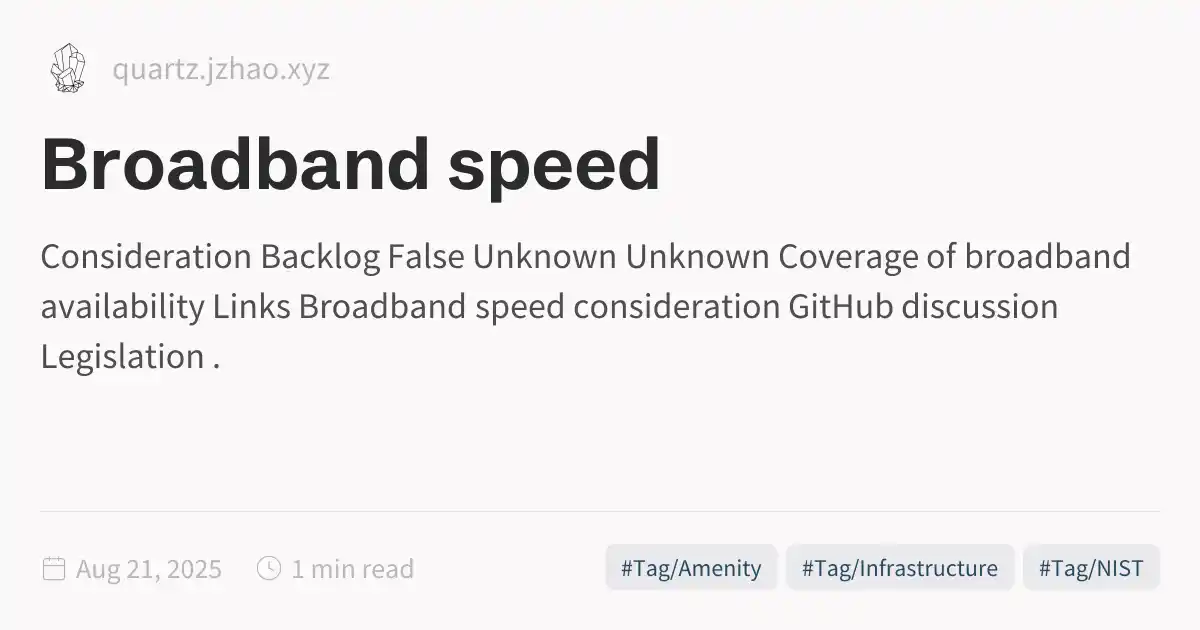 quartz.jzhao.xyz
Broadband speed
Consideration Backlog False Unknown Unknown Coverage of broadband
availability Links Broadband speed consideration GitHub discussion
Legislation .
Aug 21, 2025 1 min read #Tag/Amenity #Tag/Infrastructure #Tag/NIST